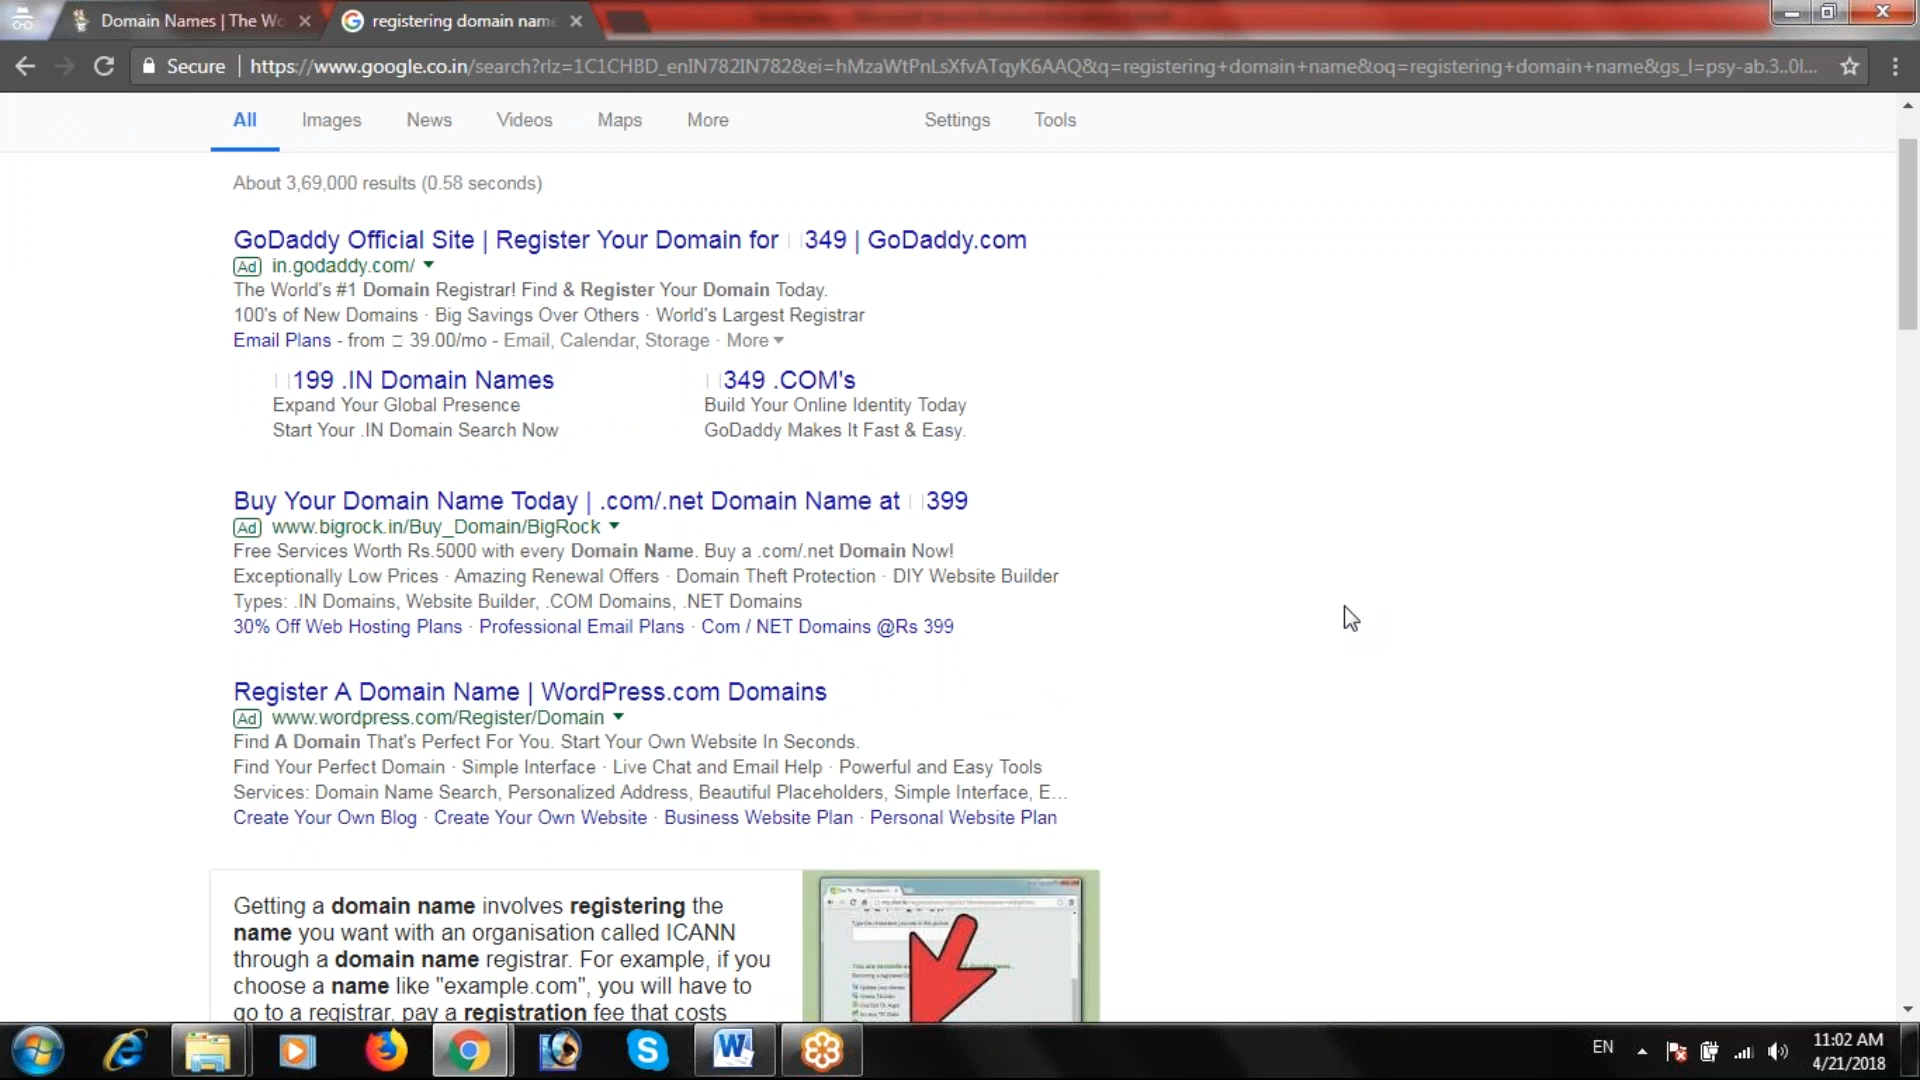 Domain Names | The Wo
registering domain name
Secure | https://www.google.co.in/search?rlz=1C1CHBD_enIN782IN782&ei=hMzaWtPnLsXfvATqyK6AAQ&q=registering+domain+name&oq=registering+domain+name&gs_l=psy-ab.3..0l...
All Images News Videos Maps More Settings Tools
About 3,69,000 results (0.58 seconds)
GoDaddy Official Site | Register Your Domain for 349 | GoDaddy.com
Ad in.godaddy.com/
The World's #1 Domain Registrar! Find & Register Your Domain Today.
100's of New Domains · Big Savings Over Others · World's Largest Registrar
Email Plans - from 39.00/mo - Email, Calendar, Storage · More
199 .IN Domain Names
Expand Your Global Presence
Start Your .IN Domain Search Now
349 .COM's
Build Your Online Identity Today
GoDaddy Makes It Fast & Easy.
Buy Your Domain Name Today | .com/.net Domain Name at 399
Ad www.bigrock.in/Buy_Domain/BigRock
Free Services Worth Rs.5000 with every Domain Name. Buy a .com/.net Domain Now!
Exceptionally Low Prices · Amazing Renewal Offers · Domain Theft Protection · DIY Website Builder
Types: .IN Domains, Website Builder, .COM Domains, .NET Domains
30% Off Web Hosting Plans · Professional Email Plans · Com / NET Domains @Rs 399
Register A Domain Name | WordPress.com Domains
Ad www.wordpress.com/Register/Domain
Find A Domain That's Perfect For You. Start Your Own Website In Seconds.
Find Your Perfect Domain · Simple Interface · Live Chat and Email Help · Powerful and Easy Tools
Services: Domain Name Search, Personalized Address, Beautiful Placeholders, Simple Interface, E...
Create Your Own Blog · Create Your Own Website · Business Website Plan · Personal Website Plan
Getting a domain name involves registering the
name you want with an organisation called ICANN
through a domain name registrar. For example, if you
choose a name like "example.com", you will have to
go to a registrar, pay a registration fee that costs
EN
11:02 AM
4/21/2018